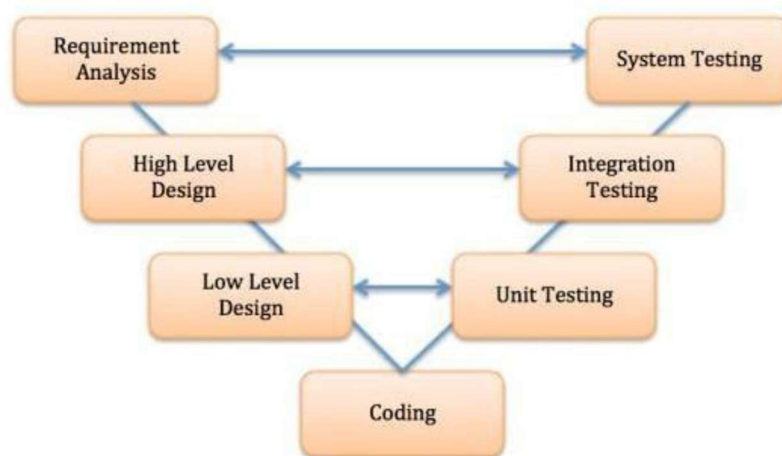 Requirement
Analysis
System Testing
High Level
Design
Integration
Testing
Low Level
Design
Unit Testing
Coding